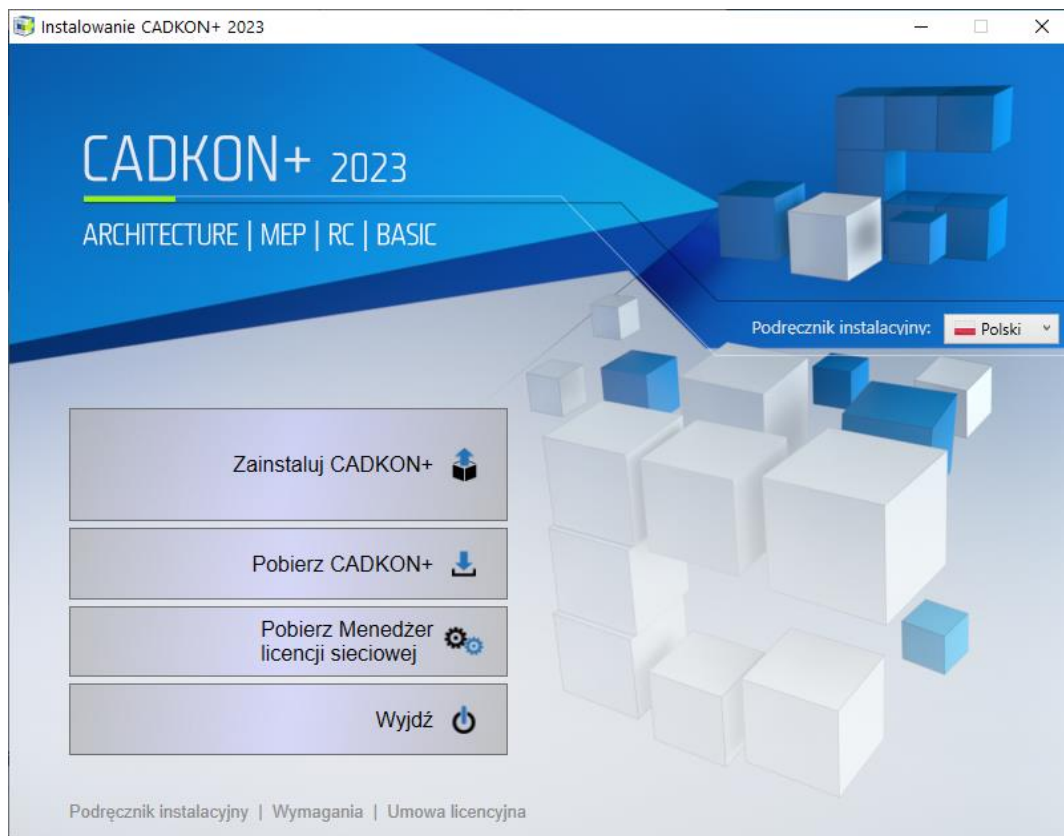 Instalowanie CADKON+ 2023
CADKON+ 2023
ARCHITECTURE | MEP | RC | BASIC
Podręcznik instalacyjny: Polski
Zainstaluj CADKON+
Pobierz CADKON+
Pobierz Menedżer
licencji sieciowej
Wyjdź
Podręcznik instalacyjny | Wymagania | Umowa licencyjna